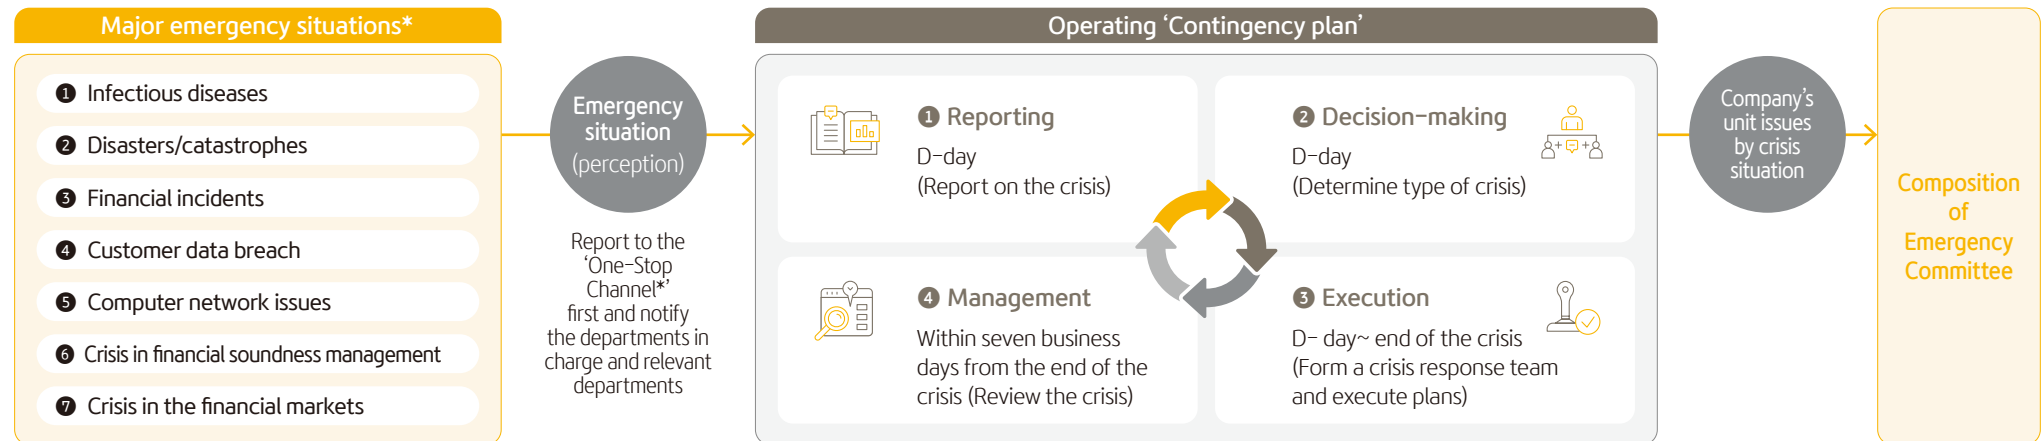 Major emergency situations*
❶ Infectious diseases
❷ Disasters/catastrophes
❸ Financial incidents
❹ Customer data breach
❺ Computer network issues
❻ Crisis in financial soundness management
❼ Crisis in the financial markets
Emergency
situation
(perception)
Report to the
‘One-Stop
Channel*’
first and notify
the departments in
charge and relevant
departments
Operating ‘Contingency plan’
❶ Reporting
D-day
(Report on the crisis)
❷ Decision-making
D-day
(Determine type of crisis)
❹ Management
Within seven business
days from the end of the
crisis (Review the crisis)
❸ Execution
D- day~ end of the crisis
(Form a crisis response team
and execute plans)
Company’s
unit issues
by crisis
situation
Composition
of
Emergency
Committee